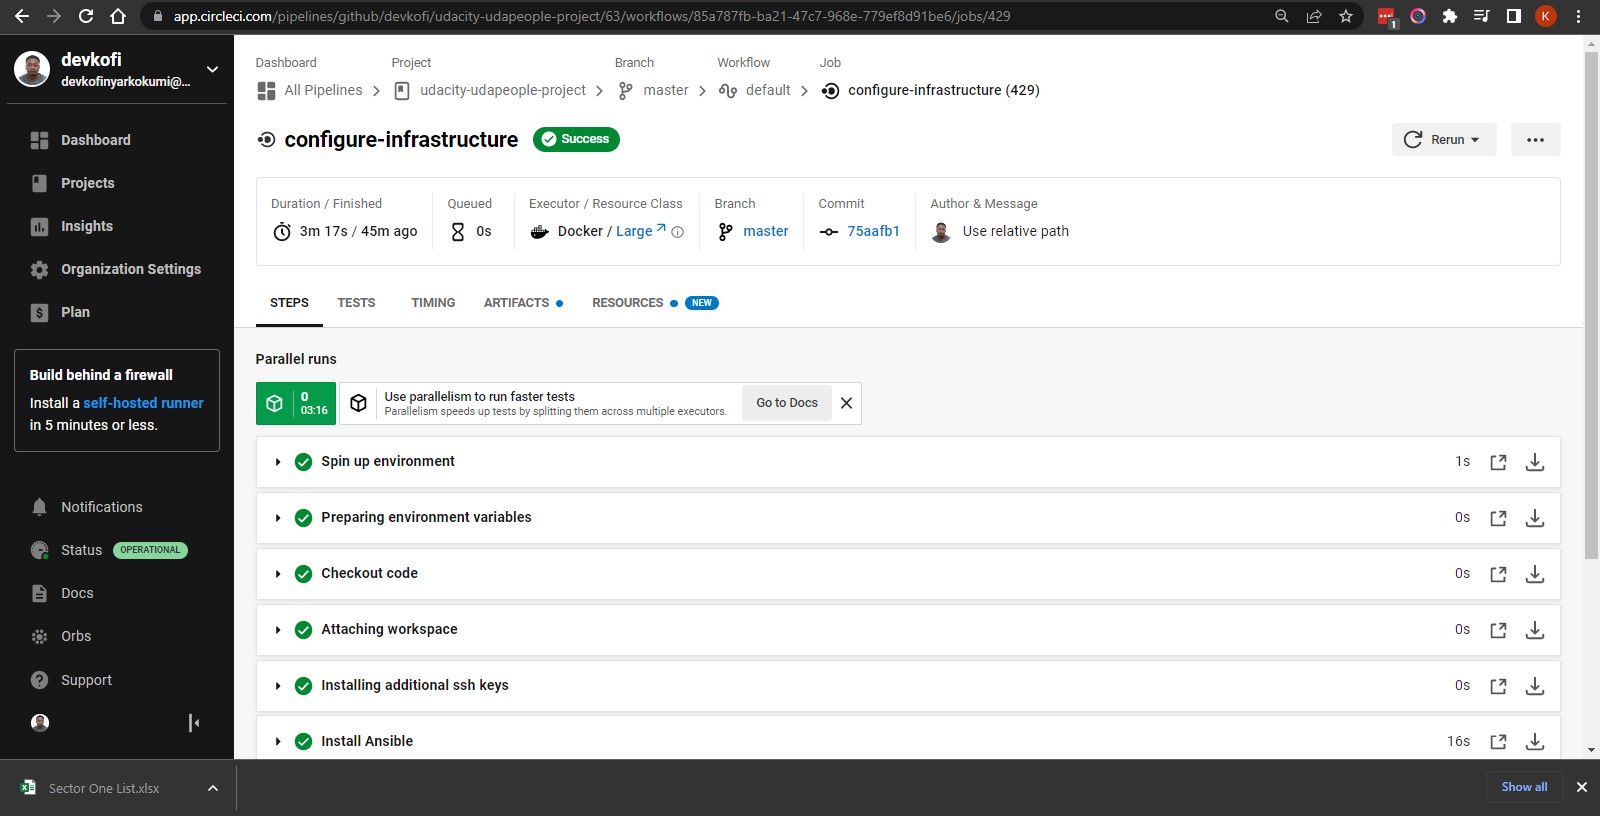 app.circleci.com/pipelines/github/devkofi/udacity-udapeople-project/63/workflows/85a787fb-ba21-47c7-968e-779ef8d91be6/jobs/429
1
K
devkofi
devkofinyarkokumi@...
Dashboard
Projects
Insights
Organization Settings
Plan
Build behind a firewall
Install a self-hosted runner
in 5 minutes or less.
Notifications
Status OPERATIONAL
Docs
Orbs
Support
Dashboard Project Branch Workflow Job
All Pipelines udacity-udapeople-project master default configure-infrastructure (429)
configure-infrastructure Success Rerun
Duration / Finished Queued Executor / Resource Class Branch Commit Author & Message
3m 17s / 45m ago 0s Docker / Large master 75aafb1 Use relative path
STEPS TESTS TIMING ARTIFACTS RESOURCES NEW
Parallel runs
0
03:16
Use parallelism to run faster tests
Parallelism speeds up tests by splitting them across multiple executors.
Go to Docs
Spin up environment 1s
Preparing environment variables 0s
Checkout code 0s
Attaching workspace 0s
Installing additional ssh keys 0s
Install Ansible 16s
Sector One List.xlsx
Show all